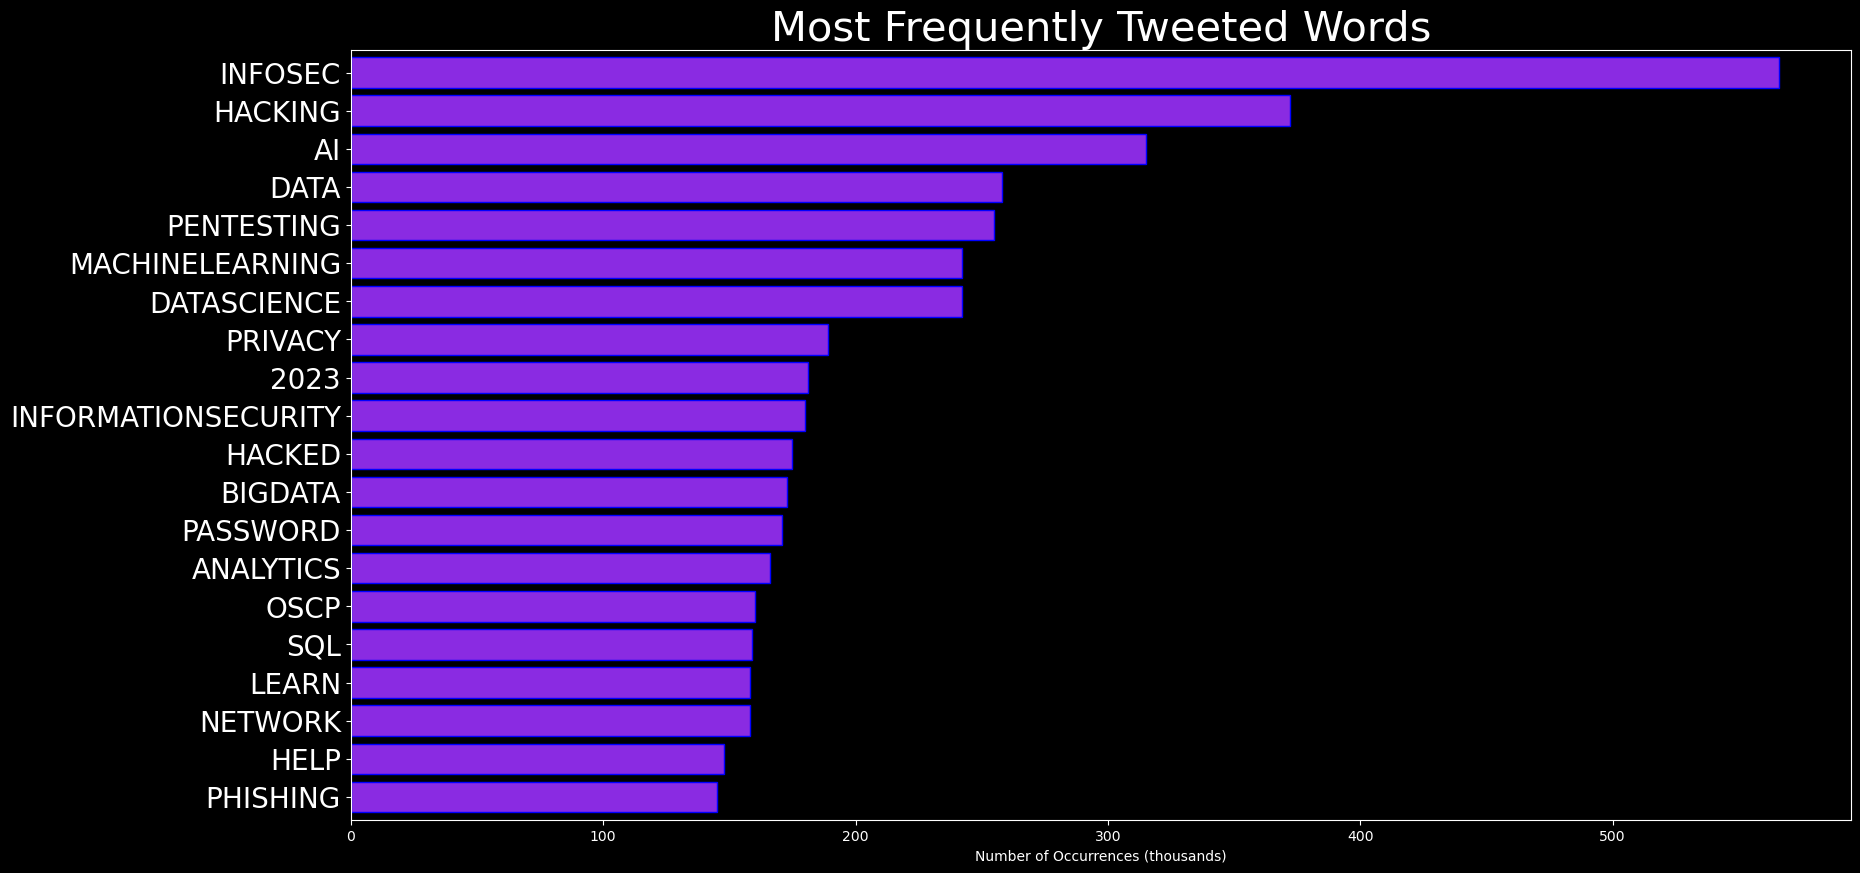 Most Frequently Tweeted Words
INFOSEC
HACKING
AI
DATA
PENTESTING
MACHINELEARNING
DATASCIENCE
PRIVACY
2023
INFORMATIONSECURITY
HACKED
BIGDATA
PASSWORD
ANALYTICS
OSCP
SQL
LEARN
NETWORK
HELP
PHISHING
0 100 200 300 400 500
Number of Occurrences (thousands)